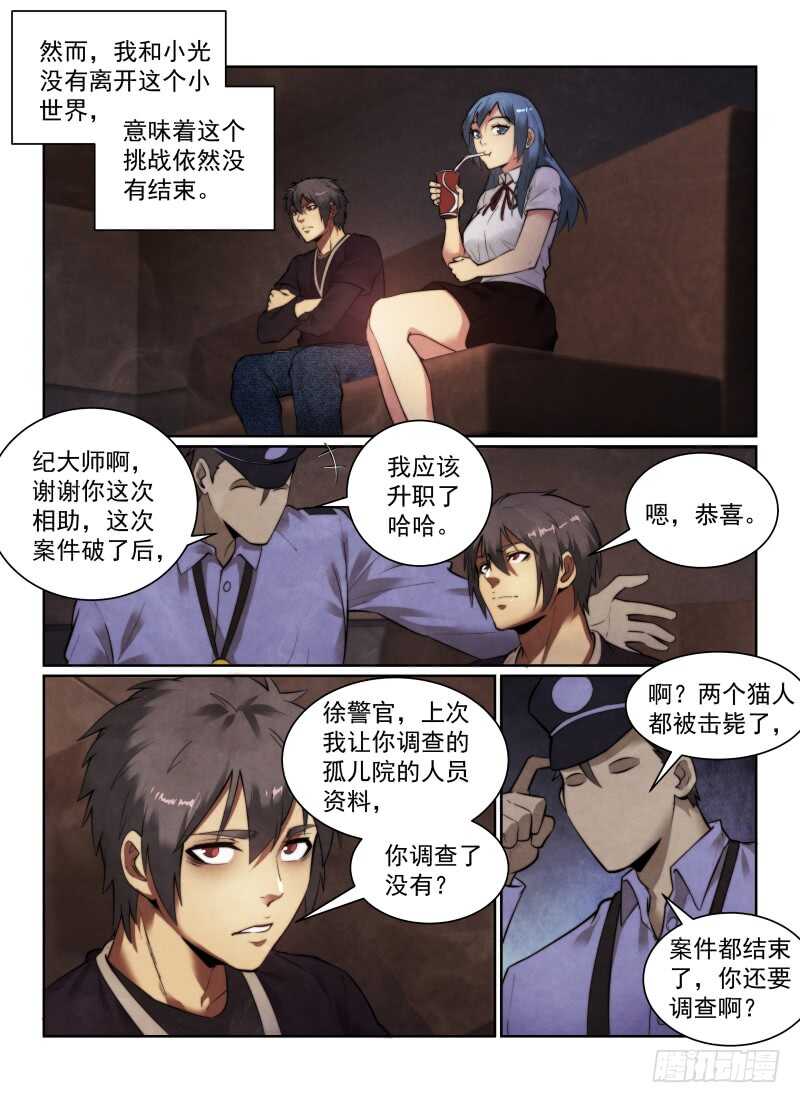 然而，我和小光
没有离开这个小
世界，
意味着这个
挑战依然没
有结束。
纪大师啊，
谢谢你这次
相助，这次
案件破了后，
我应该
升职了
哈哈。
嗯，恭喜。
徐警官，上次
我让你调查的
孤儿院的人员
资料，
你调查了
没有？
啊？两个猫人
都被击毙了，
案件都结束
了，你还要
调查啊？
腾讯动漫